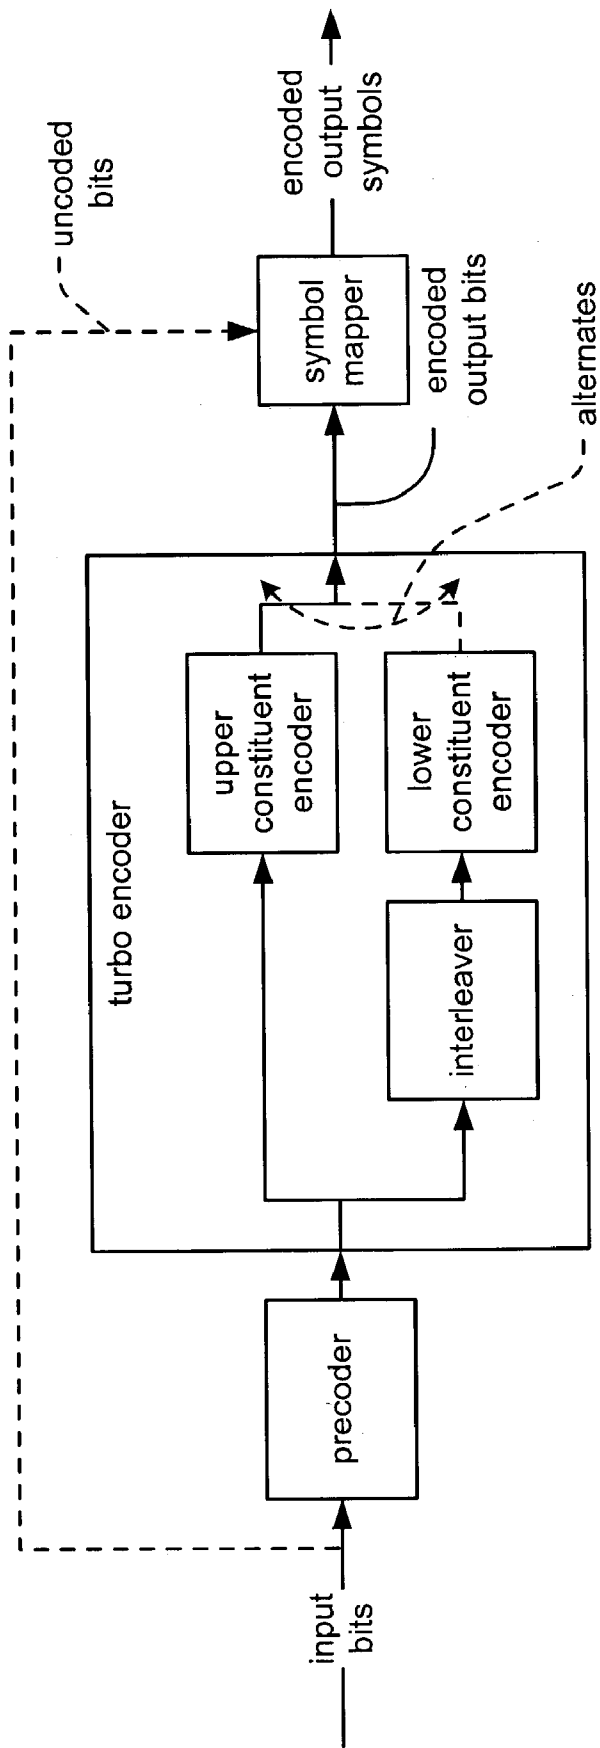 input
bits
precoder
turbo encoder
upper
constituent
encoder
interleaver
lower
constituent
encoder
alternates
encoded
output bits
symbol
mapper
uncoded
bits
encoded
output
symbols